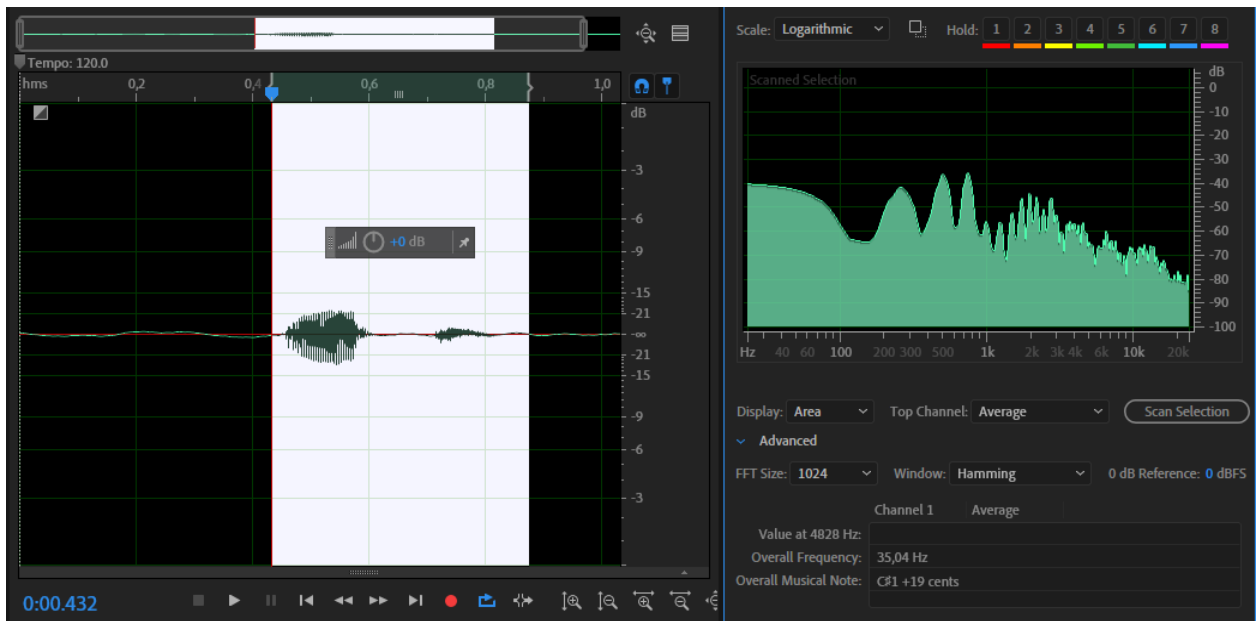 Tempo: 120.0
hms 0,2 0,4 0,6 0,8 1,0
dB
-3
-6
-9
-15
-21
-∞
-21
-15
-9
-6
-3
+0 dB
0:00.432
Scale: Logarithmic Hold: 1 2 3 4 5 6 7 8
Scanned Selection
dB
0
-10
-20
-30
-40
-50
-60
-70
-80
-90
-100
Hz 40 60 100 200 300 500 1k 2k 3k 4k 6k 10k 20k
Display: Area Top Channel: Average Scan Selection
Advanced
FFT Size: 1024 Window: Hamming 0 dB Reference: 0 dBFS
Channel 1 Average
Value at 4828 Hz:
Overall Frequency: 35,04 Hz
Overall Musical Note: C♯1 +19 cents